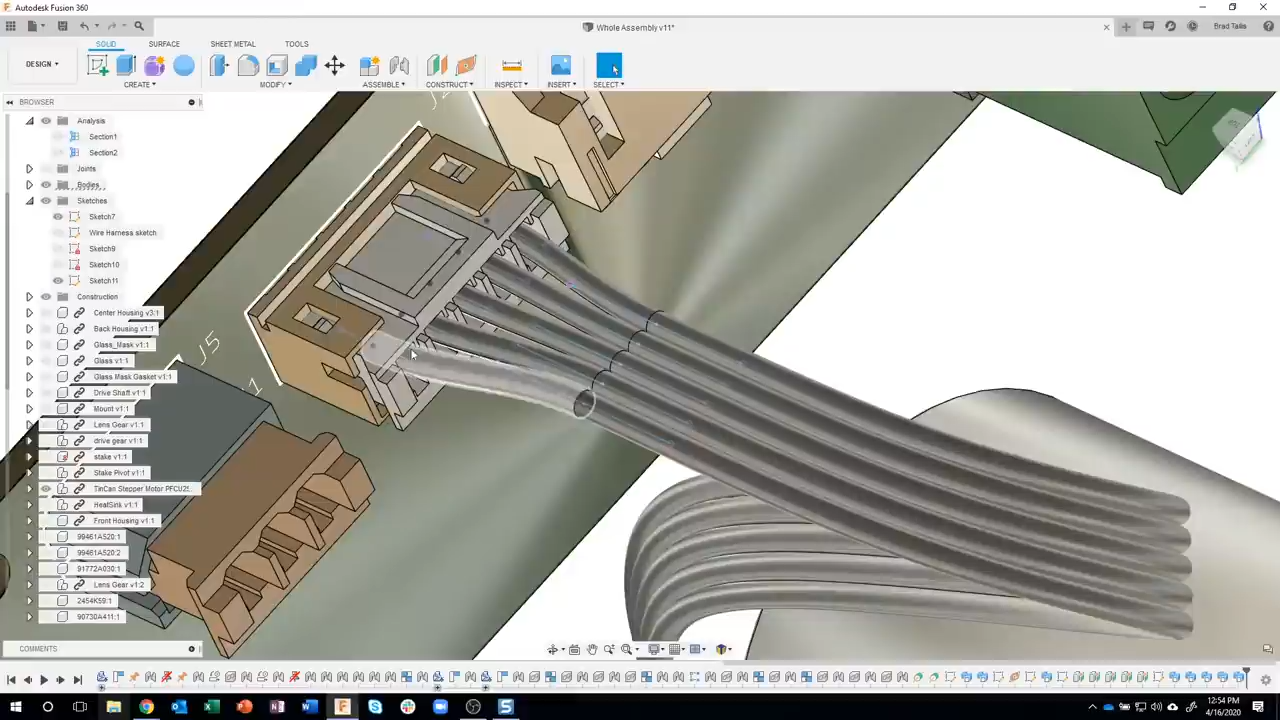 Autodesk Fusion 360
Whole Assembly v11*
Brad Tallis
DESIGN
SOLID
SURFACE
SHEET METAL
TOOLS
CREATE
MODIFY
ASSEMBLE
CONSTRUCT
INSPECT
INSERT
SELECT
BROWSER
Analysis
Section1
Section2
Joints
Bodies
Sketches
Sketch7
Wire Harness sketch
Sketch9
Sketch10
Sketch11
Construction
Center Housing v3:1
Back Housing v1:1
Glass_Mask v1:1
Glass v1:1
Glass Mask Gasket v1:1
Drive Shaft v1:1
Mount v1:1
Lens Gear v1:1
drive gear v1:1
stake v1:1
Stake Pivot v1:1
TinCan Stepper Motor PFCU2...
HeatSink v1:1
Front Housing v1:1
99461A520:1
99461A520:2
91772A030:1
Lens Gear v1:2
2454K59:1
90730A411:1
J5
1
COMMENTS
12:54 PM
4/16/2020